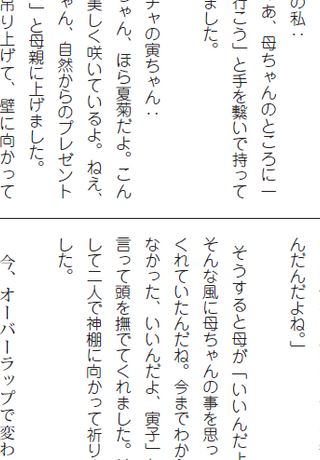 の私：
あ、母ちゃんのところに一
行こう」と手を繋いで持って
ました。
チャの寅ちゃん：
ちゃん、ほら夏菊だよ。こん
美しく咲いているよ。ねえ、
ゃん、自然からのプレゼント
」と母親に上げました。
吊り上げて、壁に向かって
んだんだよね。」
そうすると母が「いいんだよ
そんな風に母ちゃんの事を思っ
くれていたんだね。今までわか
なかった、いいんだよ、寅子」
言って頭を撫でてくれました。
して二人で神棚に向かって祈り
した。
今、オーバーラップで変わ